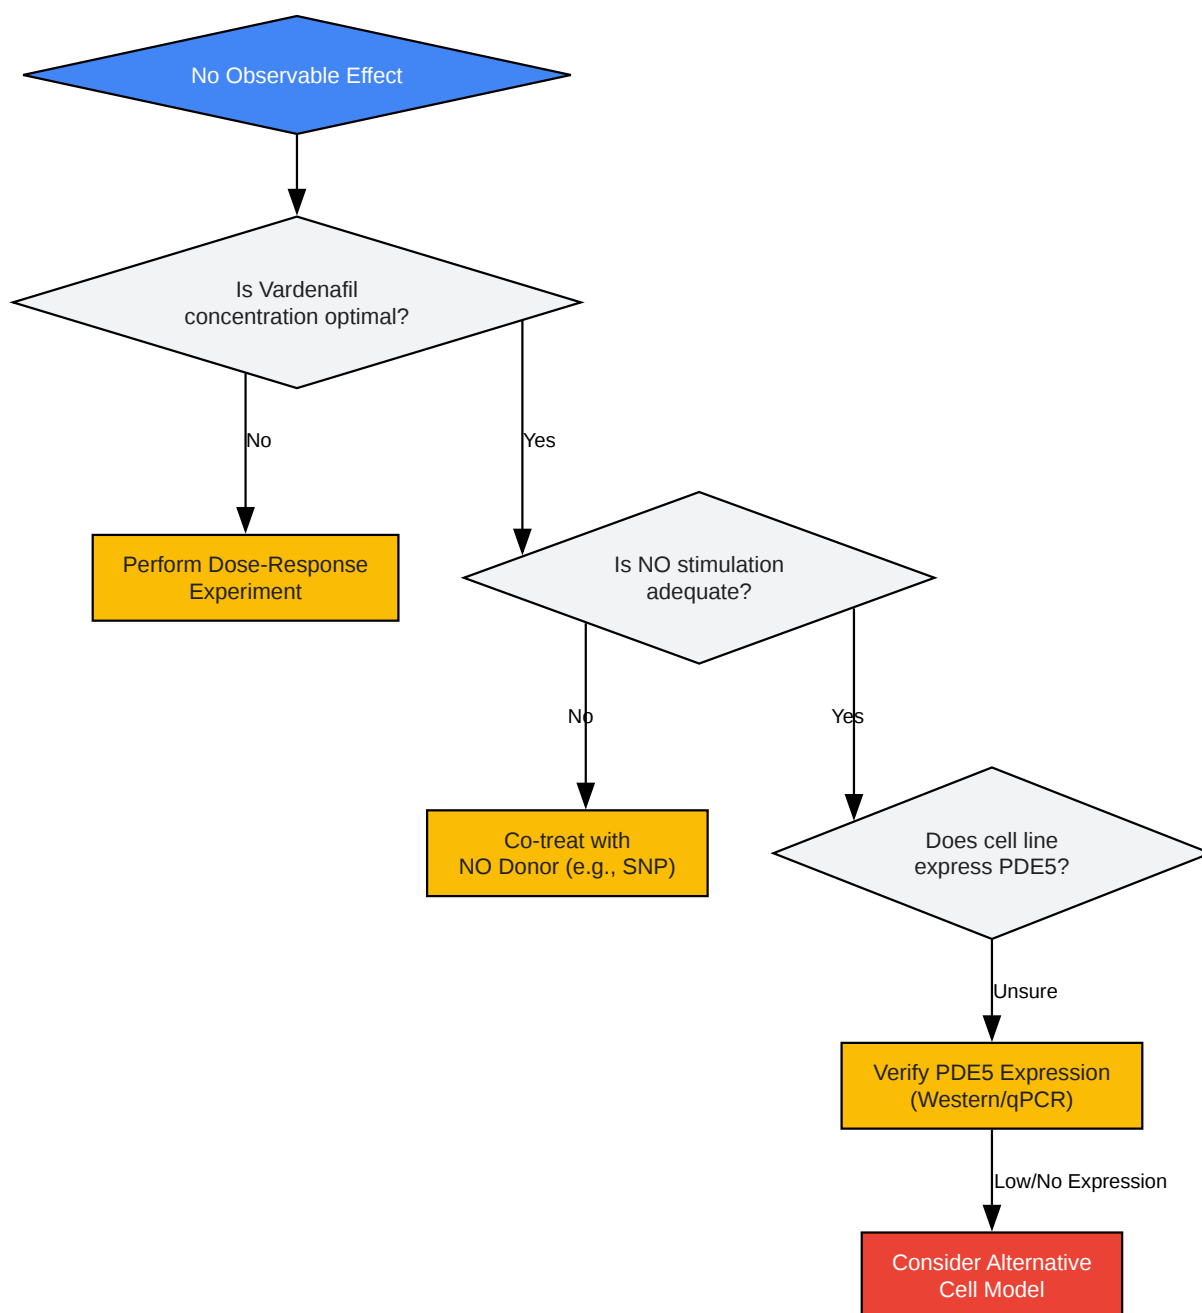 No Observable Effect
Is Vardenafil
concentration optimal?
No
Yes
Perform Dose-Response
Experiment
Is NO stimulation
adequate?
No
Yes
Co-treat with
NO Donor (e.g., SNP)
Does cell line
express PDE5?
Unsure
Verify PDE5 Expression
(Western/qPCR)
Low/No Expression
Consider Alternative
Cell Model